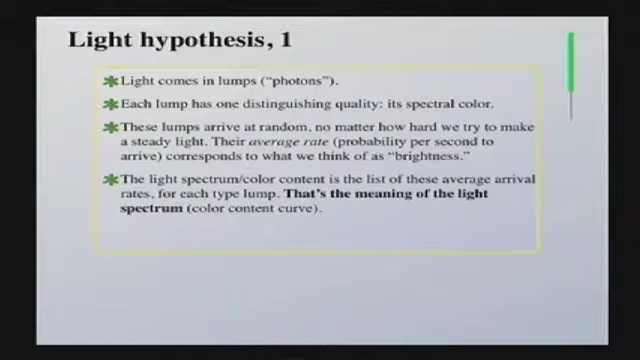 Light hypothesis, 1
✱Light comes in lumps (“photons”).
✱Each lump has one distinguishing quality: its spectral color.
✱These lumps arrive at random, no matter how hard we try to make
a steady light. Their average rate (probability per second to
arrive) corresponds to what we think of as “brightness.”
✱The light spectrum/color content is the list of these average arrival
rates, for each type lump. That’s the meaning of the light
spectrum (color content curve).